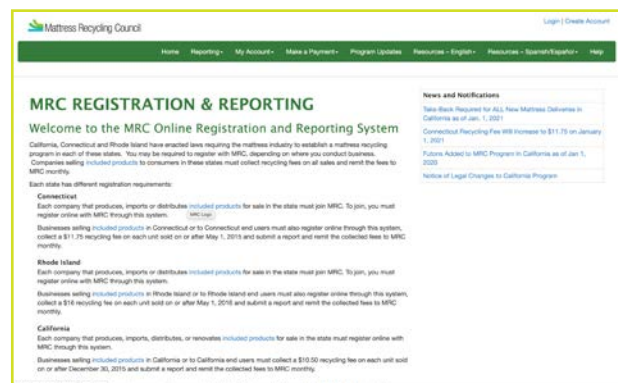 Login | Create Account
Mattress Recycling Council
Home Reporting My Account Make a Payment Program Updates Resources – English Resources – Spanish/Español Help
MRC REGISTRATION & REPORTING
Welcome to the MRC Online Registration and Reporting System
California, Connecticut and Rhode Island have enacted laws requiring the mattress industry to establish a mattress recycling
program in each of these states. You may be required to register with MRC, depending on where you conduct business.
Companies selling included products to consumers in these states must collect recycling fees on all sales and remit the fees to
MRC monthly.
Each state has different registration requirements:
Connecticut
Each company that produces, imports or distributes included products for sale in the state must join MRC. To join, you must
register online with MRC through this system.
MRC Logo
Businesses selling included products in Connecticut or to Connecticut end users must also register online through this system,
collect a $11.75 recycling fee on each unit sold on or after May 1, 2015 and submit a report and remit the collected fees to MRC
monthly.
Rhode Island
Each company that produces, imports or distributes included products for sale in the state must join MRC. To join, you must
register online with MRC through this system.
Businesses selling included products in Rhode Island or to Rhode Island end users must also register online through this system,
collect a $16 recycling fee on each unit sold on or after May 1, 2016 and submit a report and remit the collected fees to MRC
monthly.
California
Each company that produces, imports, distributes, or renovates included products for sale in the state must register online with
MRC through this system.
Businesses selling included products in California or to California end users must collect a $10.50 recycling fee on each unit sold
on or after December 30, 2015 and submit a report and remit the collected fees to MRC monthly.
News and Notifications
Take-Back Required for ALL New Mattress Deliveries in
California as of Jan. 1, 2021
Connecticut Recycling Fee Will Increase to $11.75 on January
1, 2021
Futons Added to MRC Program in California as of Jan 1,
2020
Notice of Legal Changes to California Program